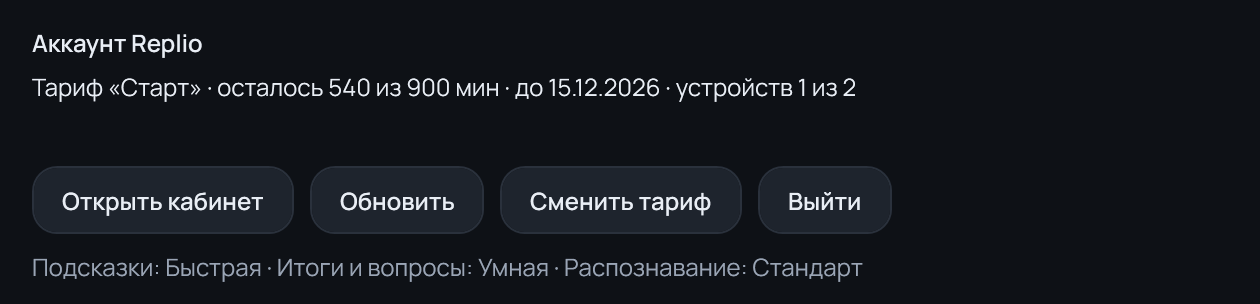 Аккаунт Replio
Тариф «Старт» · осталось 540 из 900 мин · до 15.12.2026 · устройств 1 из 2
Открыть кабинет Обновить Сменить тариф Выйти
Подсказки: Быстрая · Итоги и вопросы: Умная · Распознавание: Стандарт